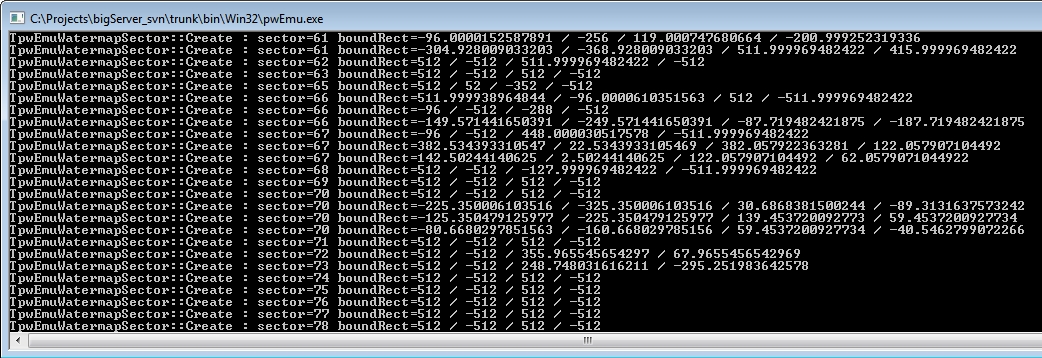 C:\Projects\bigServer_svn\trunk\bin\Win32\pwEmu.exe
TpwEmuWatermapSector::Create : sector=61 boundRect=-96.0000152587891 / -256 / 119.000747680664 / -200.999252319336
TpwEmuWatermapSector::Create : sector=61 boundRect=-304.928009033203 / -368.928009033203 / 511.999969482422 / 415.999969482422
TpwEmuWatermapSector::Create : sector=62 boundRect=512 / -512 / 511.999969482422 / -512
TpwEmuWatermapSector::Create : sector=63 boundRect=512 / -512 / 512 / -512
TpwEmuWatermapSector::Create : sector=65 boundRect=512 / 52 / -352 / -512
TpwEmuWatermapSector::Create : sector=66 boundRect=511.999938964844 / -96.0000610351563 / 512 / -511.999969482422
TpwEmuWatermapSector::Create : sector=66 boundRect=-96 / -512 / -288 / -512
TpwEmuWatermapSector::Create : sector=66 boundRect=-149.571441650391 / -249.571441650391 / -87.719482421875 / -187.719482421875
TpwEmuWatermapSector::Create : sector=67 boundRect=-96 / -512 / 448.000030517578 / -511.999969482422
TpwEmuWatermapSector::Create : sector=67 boundRect=382.534393310547 / 22.5343933105469 / 382.057922363281 / 122.057907104492
TpwEmuWatermapSector::Create : sector=67 boundRect=142.50244140625 / 2.50244140625 / 122.057907104492 / 62.0579071044922
TpwEmuWatermapSector::Create : sector=68 boundRect=512 / -512 / -127.999969482422 / -511.999969482422
TpwEmuWatermapSector::Create : sector=69 boundRect=512 / -512 / 512 / -512
TpwEmuWatermapSector::Create : sector=70 boundRect=512 / -512 / 512 / -512
TpwEmuWatermapSector::Create : sector=70 boundRect=-225.350006103516 / -325.350006103516 / 30.6868381500244 / -89.3131637573242
TpwEmuWatermapSector::Create : sector=70 boundRect=-125.350479125977 / -225.350479125977 / 139.453720092773 / 59.4537200927734
TpwEmuWatermapSector::Create : sector=70 boundRect=-80.6680297851563 / -160.668029785156 / 59.4537200927734 / -40.5462799072266
TpwEmuWatermapSector::Create : sector=71 boundRect=512 / -512 / 512 / -512
TpwEmuWatermapSector::Create : sector=72 boundRect=512 / -512 / 355.965545654297 / 67.9655456542969
TpwEmuWatermapSector::Create : sector=73 boundRect=512 / -512 / 248.748031616211 / -295.251983642578
TpwEmuWatermapSector::Create : sector=74 boundRect=512 / -512 / 512 / -512
TpwEmuWatermapSector::Create : sector=75 boundRect=512 / -512 / 512 / -512
TpwEmuWatermapSector::Create : sector=76 boundRect=512 / -512 / 512 / -512
TpwEmuWatermapSector::Create : sector=77 boundRect=512 / -512 / 512 / -512
TpwEmuWatermapSector::Create : sector=78 boundRect=512 / -512 / 512 / -512